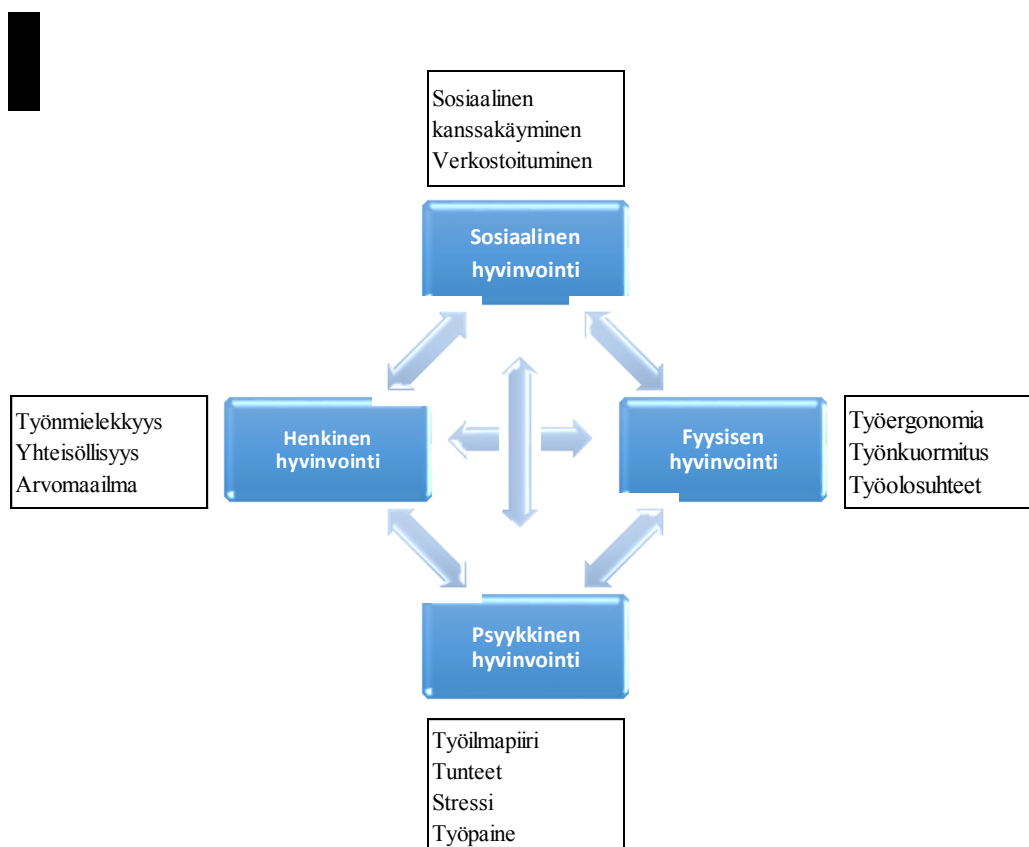 Sosiaalinen
kanssakäyminen
Verkostoituminen
Sosiaalinen
hyvinvointi
Työnmielekkyys
Yhteisöllisyys
Arvomaailma
Henkinen
hyvinvointi
Fyysisen
hyvinvointi
Työergonomia
Työnkuormitus
Työolosuhteet
Psyykkinen
hyvinvointi
Työilmapiiri
Tunteet
Stressi
Työpaine